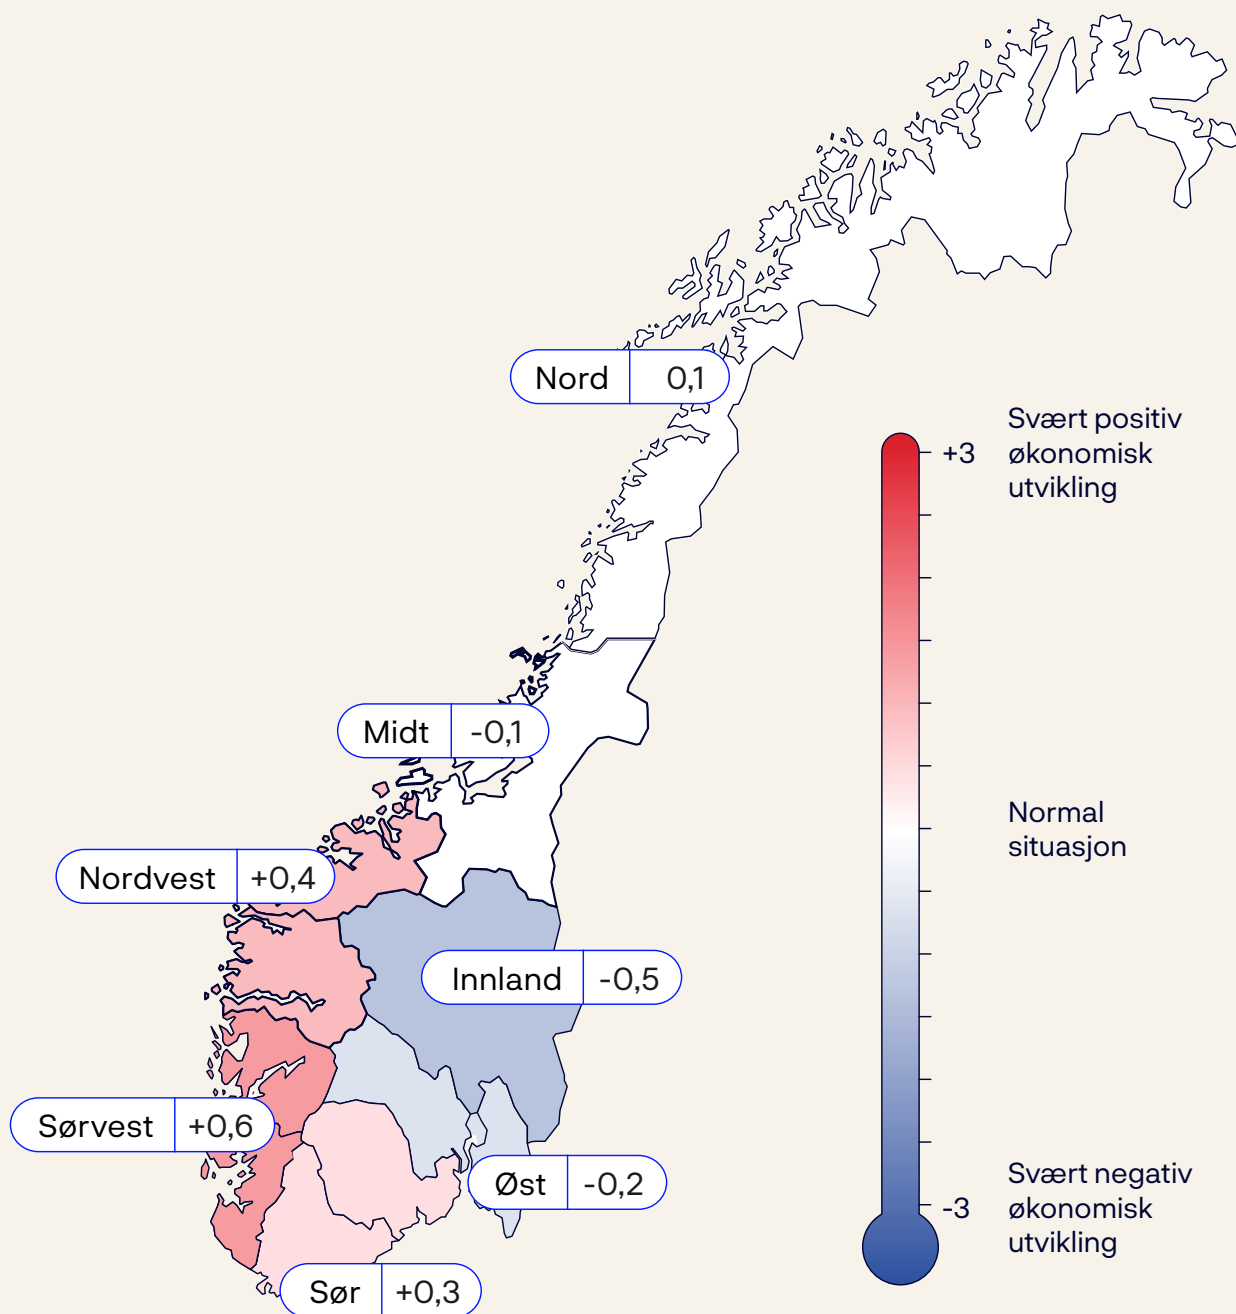 Nord 0,1
Svært positiv
+3 økonomisk
utvikling
Midt -0,1
Normal
situasjon
Nordvest +0,4
Innland -0,5
Sørvest +0,6
Øst -0,2
Svært negativ
-3 økonomisk
utvikling
Sør +0,3